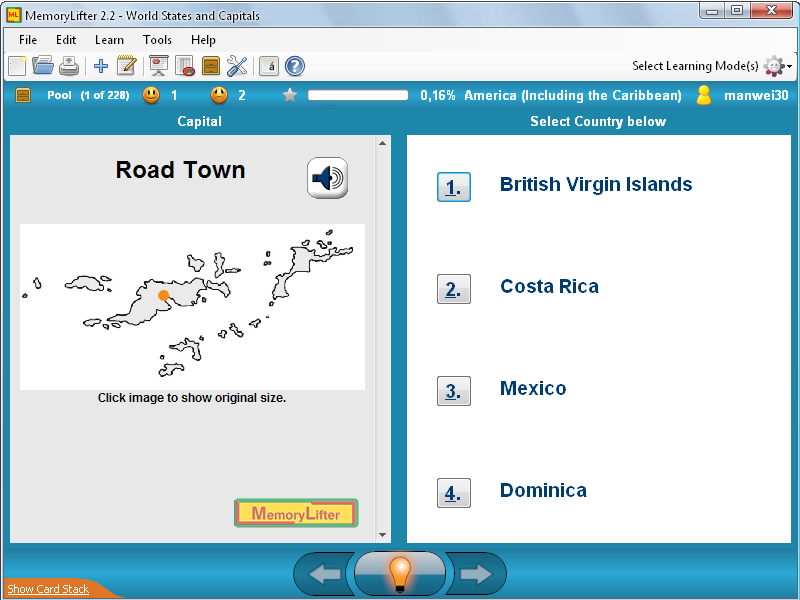 MemoryLifter 2.2 - World States and Capitals
File Edit Learn Tools Help
á ? Select Learning Mode(s)
Pool (1 of 228) 1 2 0,16% America (Including the Caribbean) manwei30
Capital
Select Country below
Road Town
Click image to show original size.
MemoryLifter
1. British Virgin Islands
2. Costa Rica
3. Mexico
4. Dominica
Show Card Stack